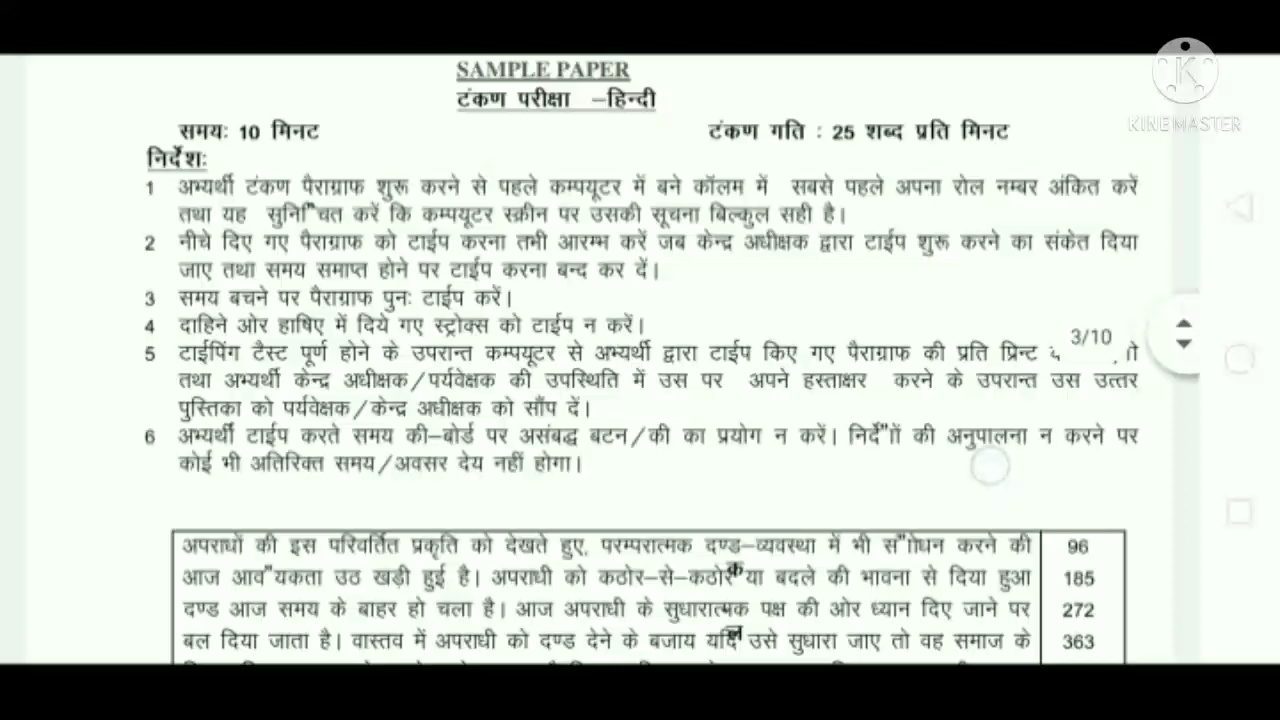 SAMPLE PAPER
टंकण परीक्षा –हिन्दी
समयः 10 मिनट टंकण गति : 25 शब्द प्रति मिनट
निर्देशः
1 अभ्यर्थी टंकण पैराग्राफ शुरू करने से पहले कम्पयूटर में बने कॉलम में सबसे पहले अपना रोल नम्बर अंकित करें
तथा यह सुनि"चत करें कि कम्पयूटर स्क्रीन पर उसकी सूचना बिल्कुल सही है।
2 नीचे दिए गए पैराग्राफ को टाईप करना तभी आरम्भ करें जब केन्द्र अधीक्षक द्वारा टाईप शुरू करने का संकेत दिया
जाए तथा समय समाप्त होने पर टाईप करना बन्द कर दें।
3 समय बचने पर पैराग्राफ पुनः टाईप करें।
4 दाहिने ओर हाषिए में दिये गए स्ट्रोक्स को टाईप न करें।
3/10
5 टाईपिंग टैस्ट पूर्ण होने के उपरान्त कम्पयूटर से अभ्यर्थी द्वारा टाईप किए गए पैराग्राफ की प्रति प्रिन्ट
तथा अभ्यर्थी केन्द्र अधीक्षक/पर्यवेक्षक की उपस्थिति में उस पर अपने हस्ताक्षर करने के उपरान्त उस उत्तर
पुस्तिका को पर्यवेक्षक/केन्द्र अधीक्षक को सौंप दें।
6 अभ्यर्थी टाईप करते समय की–बोर्ड पर असंबद्ध बटन/की का प्रयोग न करें। निर्दे"ाों की अनुपालना न करने पर
कोई भी अतिरिक्त समय/अवसर देय नहीं होगा।
अपराधों की इस परिवर्तित प्रकृति को देखते हुए, परम्परात्मक दण्ड–व्यवस्था में भी सं"ाोधन करने की 96
आज आव"यकता उठ खड़ी हुई है। अपराधी को कठोर–से–कठोर या बदले की भावना से दिया हुआ 185
दण्ड आज समय के बाहर हो चला है। आज अपराधी के सुधारात्मक पक्ष की ओर ध्यान दिए जाने पर 272
बल दिया जाता है। वास्तव में अपराधी को दण्ड देने के बजाय यदि उसे सुधारा जाए तो वह समाज के 363
KINEMASTER